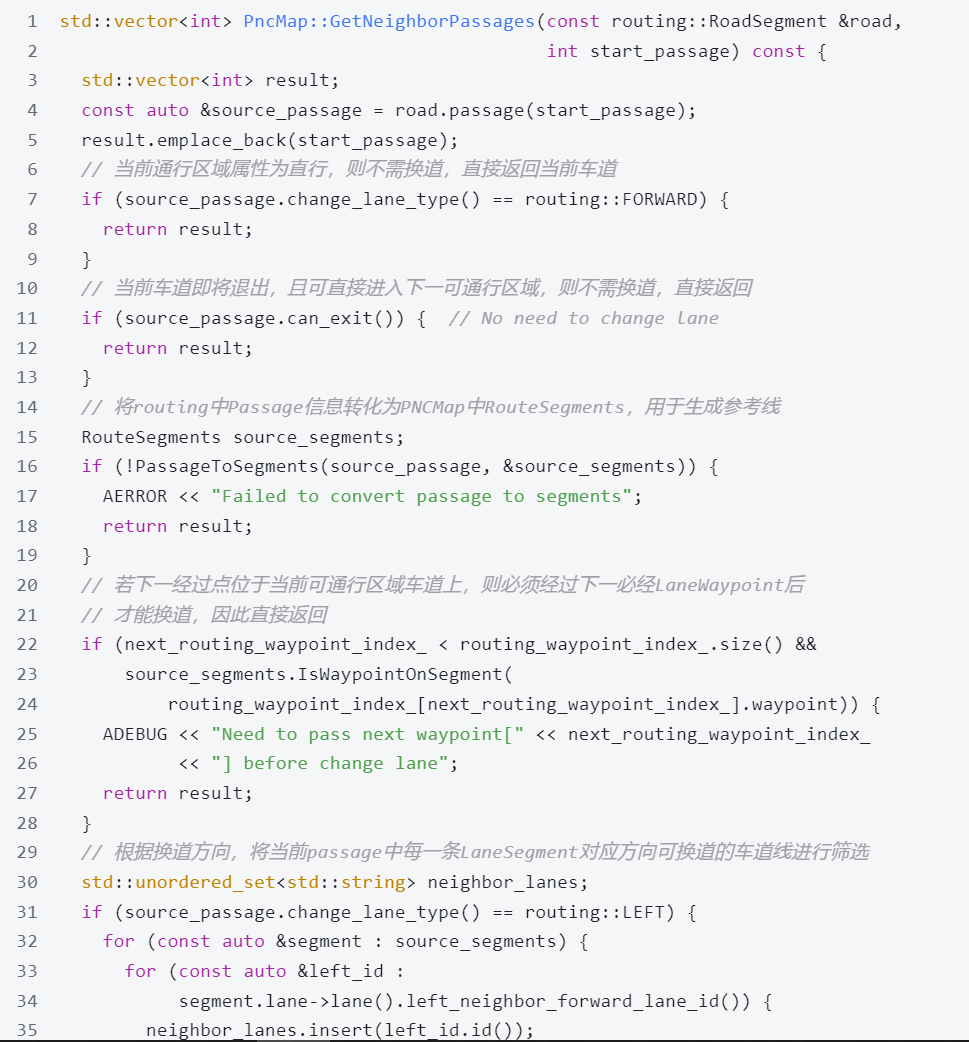 1 std::vector<int> PncMap::GetNeighborPassages(const routing::RoadSegment &road,
2 int start_passage) const {
3 std::vector<int> result;
4 const auto &source_passage = road.passage(start_passage);
5 result.emplace_back(start_passage);
6 // 当前通行区域属性为直行，则不需换道，直接返回当前车道
7 if (source_passage.change_lane_type() == routing::FORWARD) {
8 return result;
9 }
10 // 当前车道即将退出，且可直接进入下一可通行区域，则不需换道，直接返回
11 if (source_passage.can_exit()) { // No need to change lane
12 return result;
13 }
14 // 将routing中Passage信息转化为PNCMap中RouteSegments，用于生成参考线
15 RouteSegments source_segments;
16 if (!PassageToSegments(source_passage, &source_segments)) {
17 AERROR << "Failed to convert passage to segments";
18 return result;
19 }
20 // 若下一经过点位于当前可通行区域车道上，则必须经过下一必经LaneWaypoint后
21 // 才能换道，因此直接返回
22 if (next_routing_waypoint_index_ < routing_waypoint_index_.size() &&
23 source_segments.IsWaypointOnSegment(
24 routing_waypoint_index_[next_routing_waypoint_index_].waypoint)) {
25 ADEBUG << "Need to pass next waypoint[" << next_routing_waypoint_index_
26 << "] before change lane";
27 return result;
28 }
29 // 根据换道方向，将当前passage中每一条LaneSegment对应方向可换道的车道线进行筛选
30 std::unordered_set<std::string> neighbor_lanes;
31 if (source_passage.change_lane_type() == routing::LEFT) {
32 for (const auto &segment : source_segments) {
33 for (const auto &left_id :
34 segment.lane->lane().left_neighbor_forward_lane_id()) {
35 neighbor_lanes.insert(left_id.id());